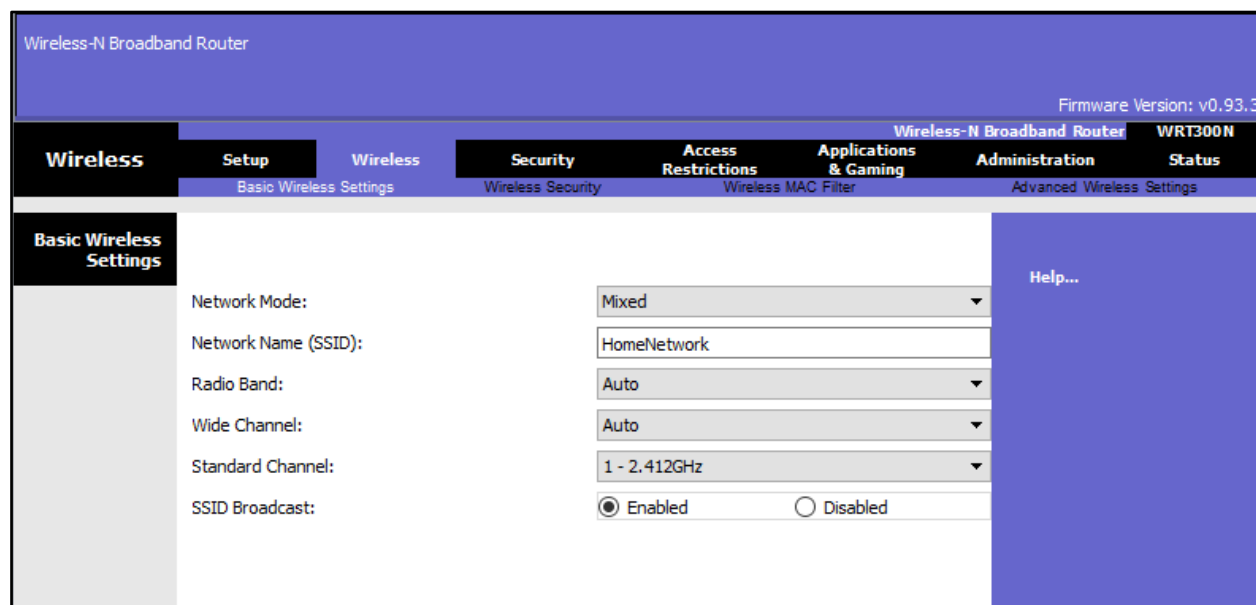 Wireless-N Broadband Router
Firmware Version: v0.93.3
Wireless-N Broadband Router WRT300N
Wireless
Setup Wireless Security Access Restrictions Applications & Gaming Administration Status
Basic Wireless Settings Wireless Security Wireless MAC Filter Advanced Wireless Settings
Basic Wireless
Settings
Help...
Network Mode: Mixed
Network Name (SSID): HomeNetwork
Radio Band: Auto
Wide Channel: Auto
Standard Channel: 1 - 2.412GHz
SSID Broadcast: Enabled Disabled